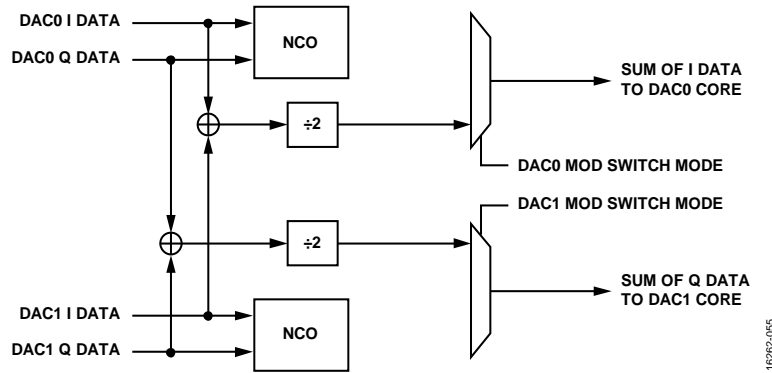 DAC0 I DATA
DAC0 Q DATA
NCO
÷2
SUM OF I DATA
TO DAC0 CORE
DAC0 MOD SWITCH MODE
DAC1 MOD SWITCH MODE
÷2
SUM OF Q DATA
TO DAC1 CORE
DAC1 I DATA
DAC1 Q DATA
NCO
16262-055